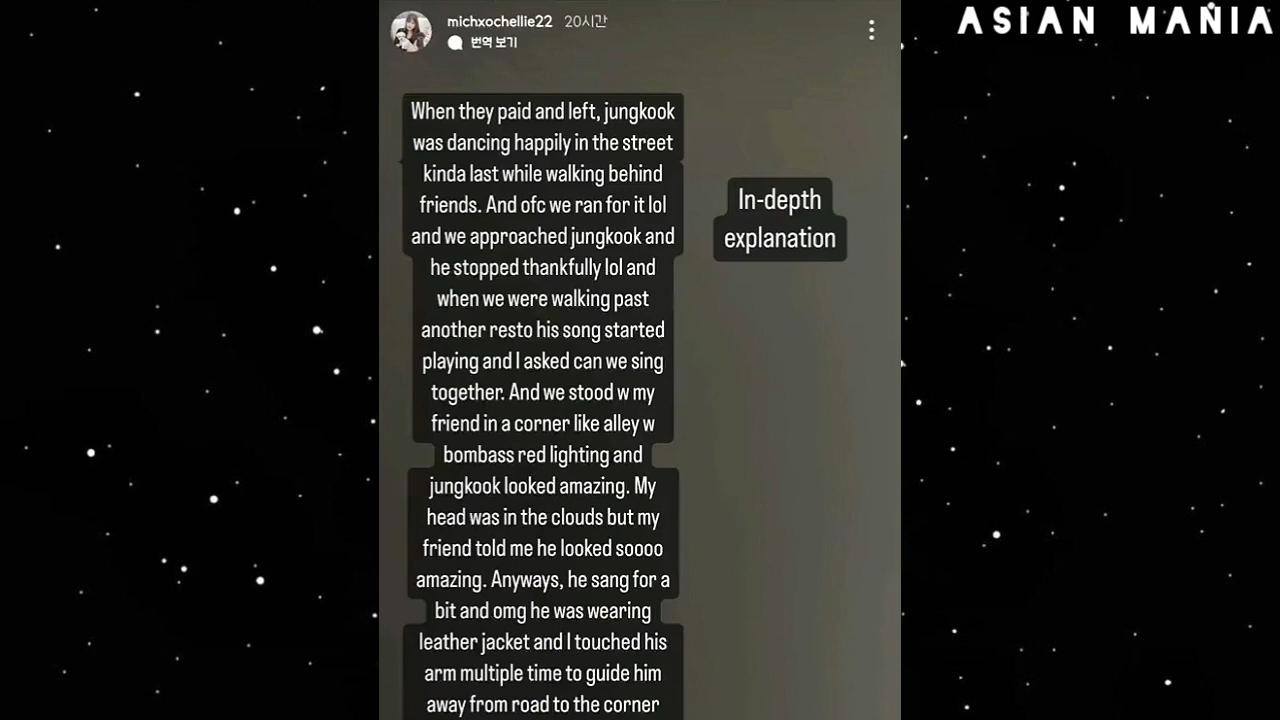 michxochellie22 20시간
번역 보기
ASIAN MANIA
When they paid and left, jungkook
was dancing happily in the street
kinda last while walking behind
friends. And ofc we ran for it lol
and we approached jungkook and
he stopped thankfully lol and
when we were walking past
another resto his song started
playing and I asked can we sing
together. And we stood w my
friend in a corner like alley w
bombass red lighting and
jungkook looked amazing. My
head was in the clouds but my
friend told me he looked soooo
amazing. Anyways, he sang for a
bit and omg he was wearing
leather jacket and I touched his
arm multiple time to guide him
away from road to the corner
In-depth
explanation